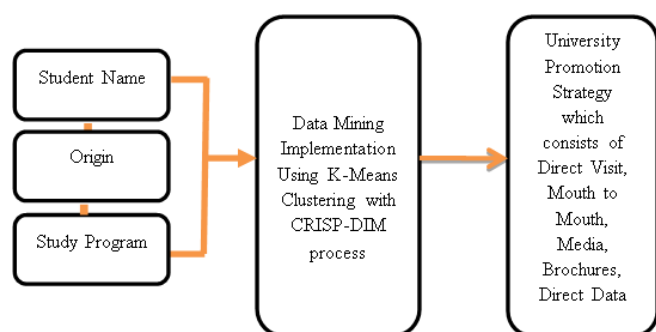 Student Name
Origin
Study Program
Data Mining
Implementation
Using K-Means
Clustering with
CRISP-DIM
process
University
Promotion
Strategy
which
consists of
Direct Visit,
Mouth to
Mouth,
Media,
Brochures,
Direct Data